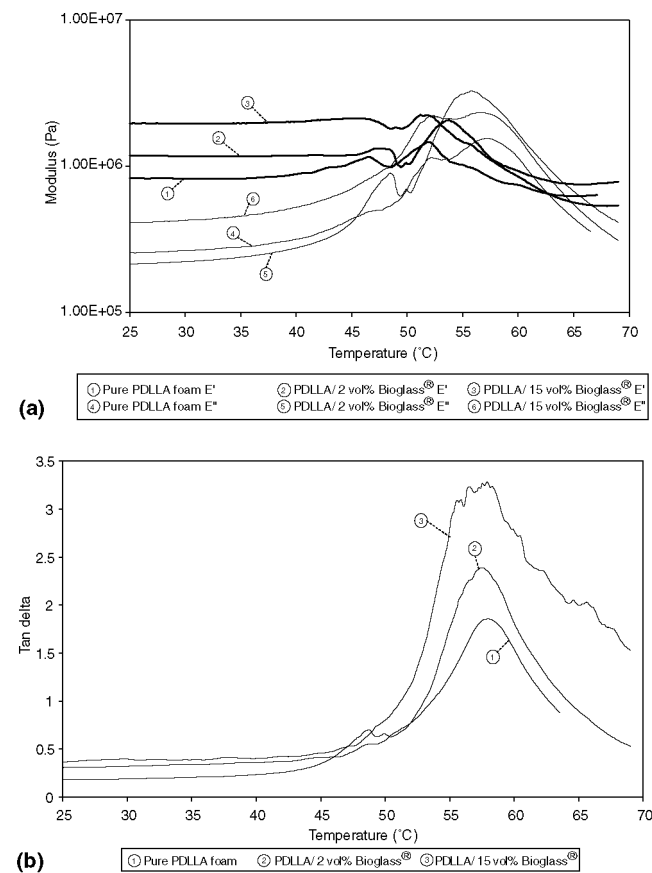 1.00E+07
3
2
1.00E+06
1
6
4
5
1.00E+05
Modulus (Pa)
25 30 35 40 45 50 55 60 65 70
Temperature (˚C)
① Pure PDLLA foam E' ② PDLLA/ 2 vol% Bioglass® E' ③ PDLLA/ 15 vol% Bioglass® E'
④ Pure PDLLA foam E" ⑤ PDLLA/ 2 vol% Bioglass® E" ⑥ PDLLA/ 15 vol% Bioglass® E"
(a)
3.5
3
2.5
2
1.5
1
0.5
0
Tan delta
3
2
1
25 30 35 40 45 50 55 60 65 70
Temperature (˚C)
(b)
① Pure PDLLA foam ② PDLLA/ 2 vol% Bioglass® ③ PDLLA/ 15 vol% Bioglass®